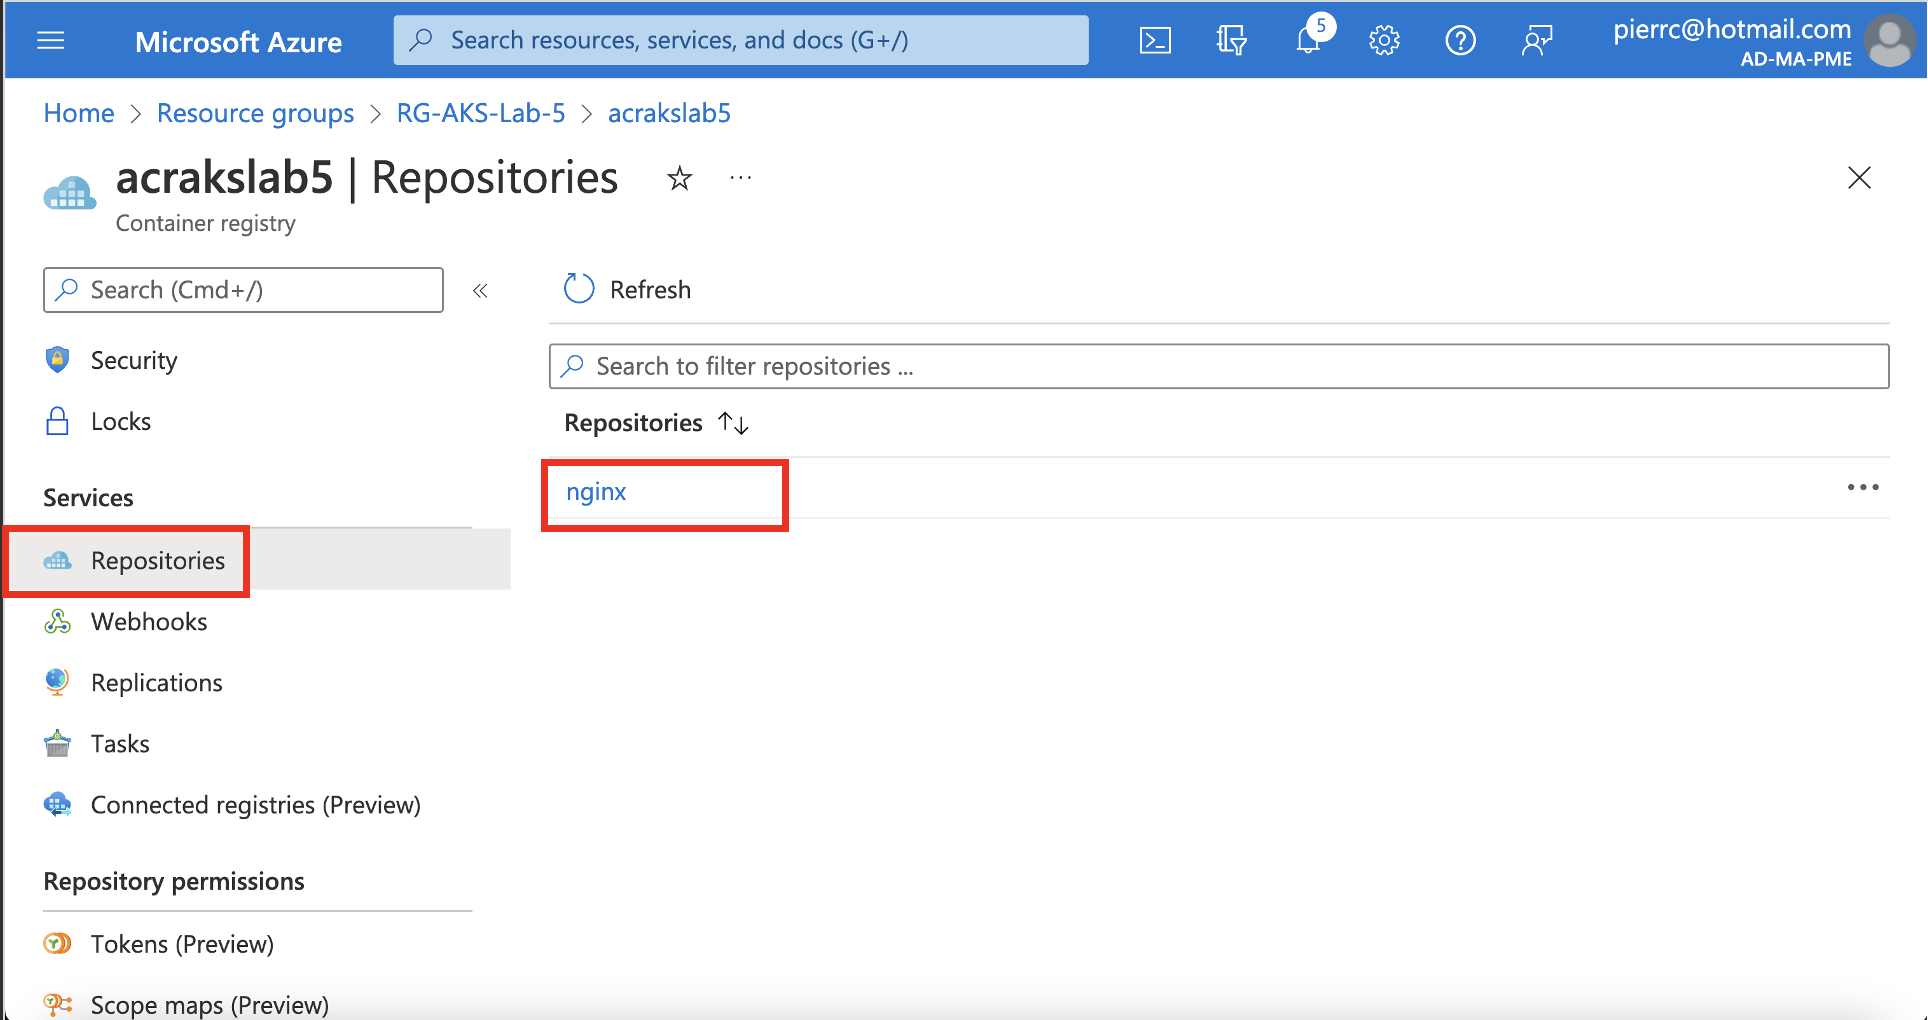 Microsoft Azure
Search resources, services, and docs (G+/)
5
pierrc@hotmail.com
AD-MA-PME
Home > Resource groups > RG-AKS-Lab-5 > acrakslab5
acrakslab5 | Repositories
...
Container registry
Search (Cmd+/)
«
Refresh
Security
Search to filter repositories ...
Locks
Repositories ↑↓
nginx
Services
Repositories
Webhooks
Replications
Tasks
Connected registries (Preview)
Repository permissions
Tokens (Preview)
Scope maps (Preview)